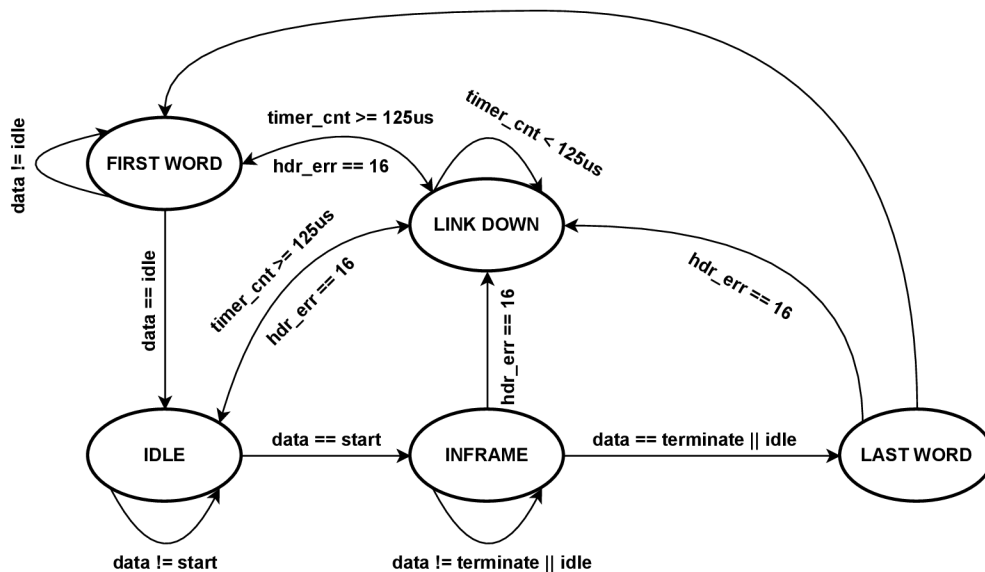 timer_cnt >= 125us
timer_cnt < 125us
data != idle
FIRST WORD
hdr_err == 16
LINK DOWN
timer_cnt >= 125us
hdr_err == 16
hdr_err == 16
data == idle
hdr_err == 16
IDLE
data == start
INFRAME
data == terminate || idle
LAST WORD
data != start
data != terminate || idle